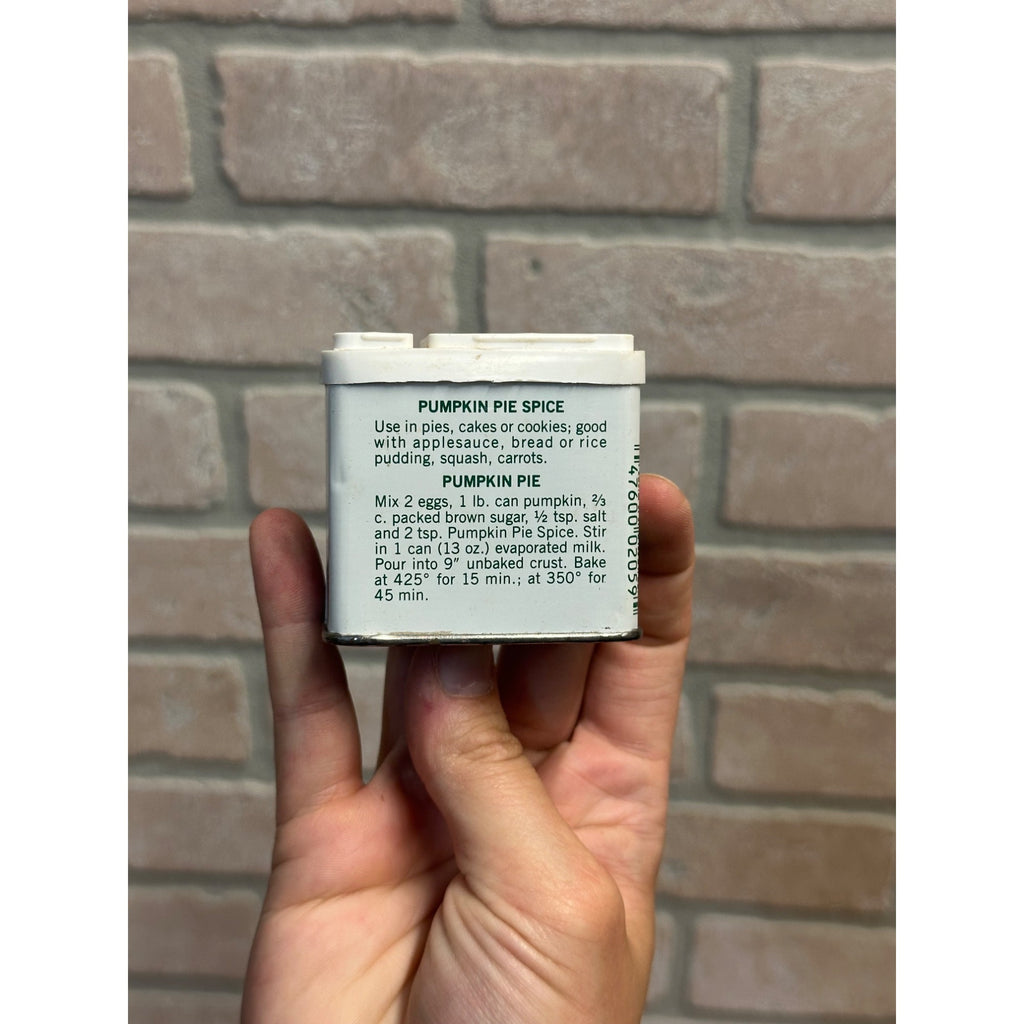 PUMPKIN PIE SPICE
Use in pies, cakes or cookies; good
with applesauce, bread or rice
pudding, squash, carrots.
PUMPKIN PIE
Mix 2 eggs, 1 lb. can pumpkin, ⅔
c. packed brown sugar, ½ tsp. salt
and 2 tsp. Pumpkin Pie Spice. Stir
in 1 can (13 oz.) evaporated milk.
Pour into 9″ unbaked crust. Bake
at 425° for 15 min.; at 350° for
45 min.
47600 02059